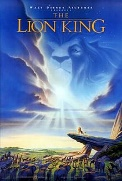 WALT DISNEY PICTURES
THE
LION KING